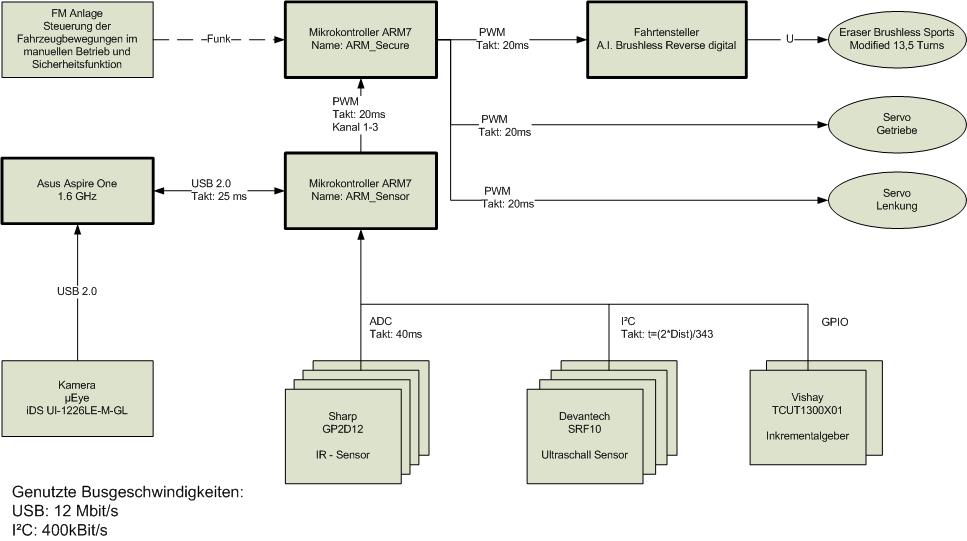 FM Anlage
Steuerung der
Fahrzeugbewegungen im
manuellen Betrieb und
Sicherheitsfunktion
Funk
Mikrokontroller ARM7
Name: ARM_Secure
PWM
Takt: 20ms
Fahrtensteller
A.I. Brushless Reverse digital
U
Eraser Brushless Sports
Modified 13,5 Turns
PWM
Takt: 20ms
Kanal 1-3
PWM
Takt: 20ms
Servo
Getriebe
Asus Aspire One
1.6 GHz
USB 2.0
Takt: 25 ms
Mikrokontroller ARM7
Name: ARM_Sensor
PWM
Takt: 20ms
Servo
Lenkung
USB 2.0
ADC
Takt: 40ms
I²C
Takt: t=(2*Dist)/343
GPIO
Kamera
µEye
iDS UI-1226LE-M-GL
Sharp
GP2D12
IR - Sensor
Devantech
SRF10
Ultraschall Sensor
Vishay
TCUT1300X01
Inkrementalgeber
Genutzte Busgeschwindigkeiten:
USB: 12 Mbit/s
I²C: 400kBit/s